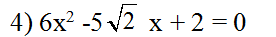 4) 6x² -5√2 x + 2 = 0